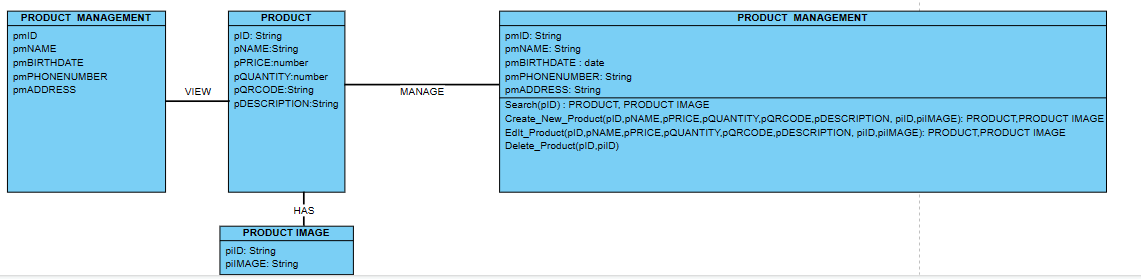 PRODUCT MANAGEMENT
pmID
pmNAME
pmBIRTHDATE
pmPHONENUMBER
pmADDRESS
VIEW
PRODUCT
pID: String
pNAME:String
pPRICE:number
pQUANTITY:number
pQRCODE:String
pDESCRIPTION:String
MANAGE
PRODUCT MANAGEMENT
pmID: String
pmNAME: String
pmBIRTHDATE : date
pmPHONENUMBER: String
pmADDRESS: String
Search(pID) : PRODUCT, PRODUCT IMAGE
Create_New_Product(pID,pNAME,pPRICE,pQUANTITY,pQRCODE,pDESCRIPTION, piID,piIMAGE): PRODUCT,PRODUCT IMAGE
EdIt_Product(pID,pNAME,pPRICE,pQUANTITY,pQRCODE,pDESCRIPTION, piID,piIMAGE): PRODUCT,PRODUCT IMAGE
Delete_Product(pID,piID)
HAS
PRODUCT IMAGE
piID: String
piIMAGE: String